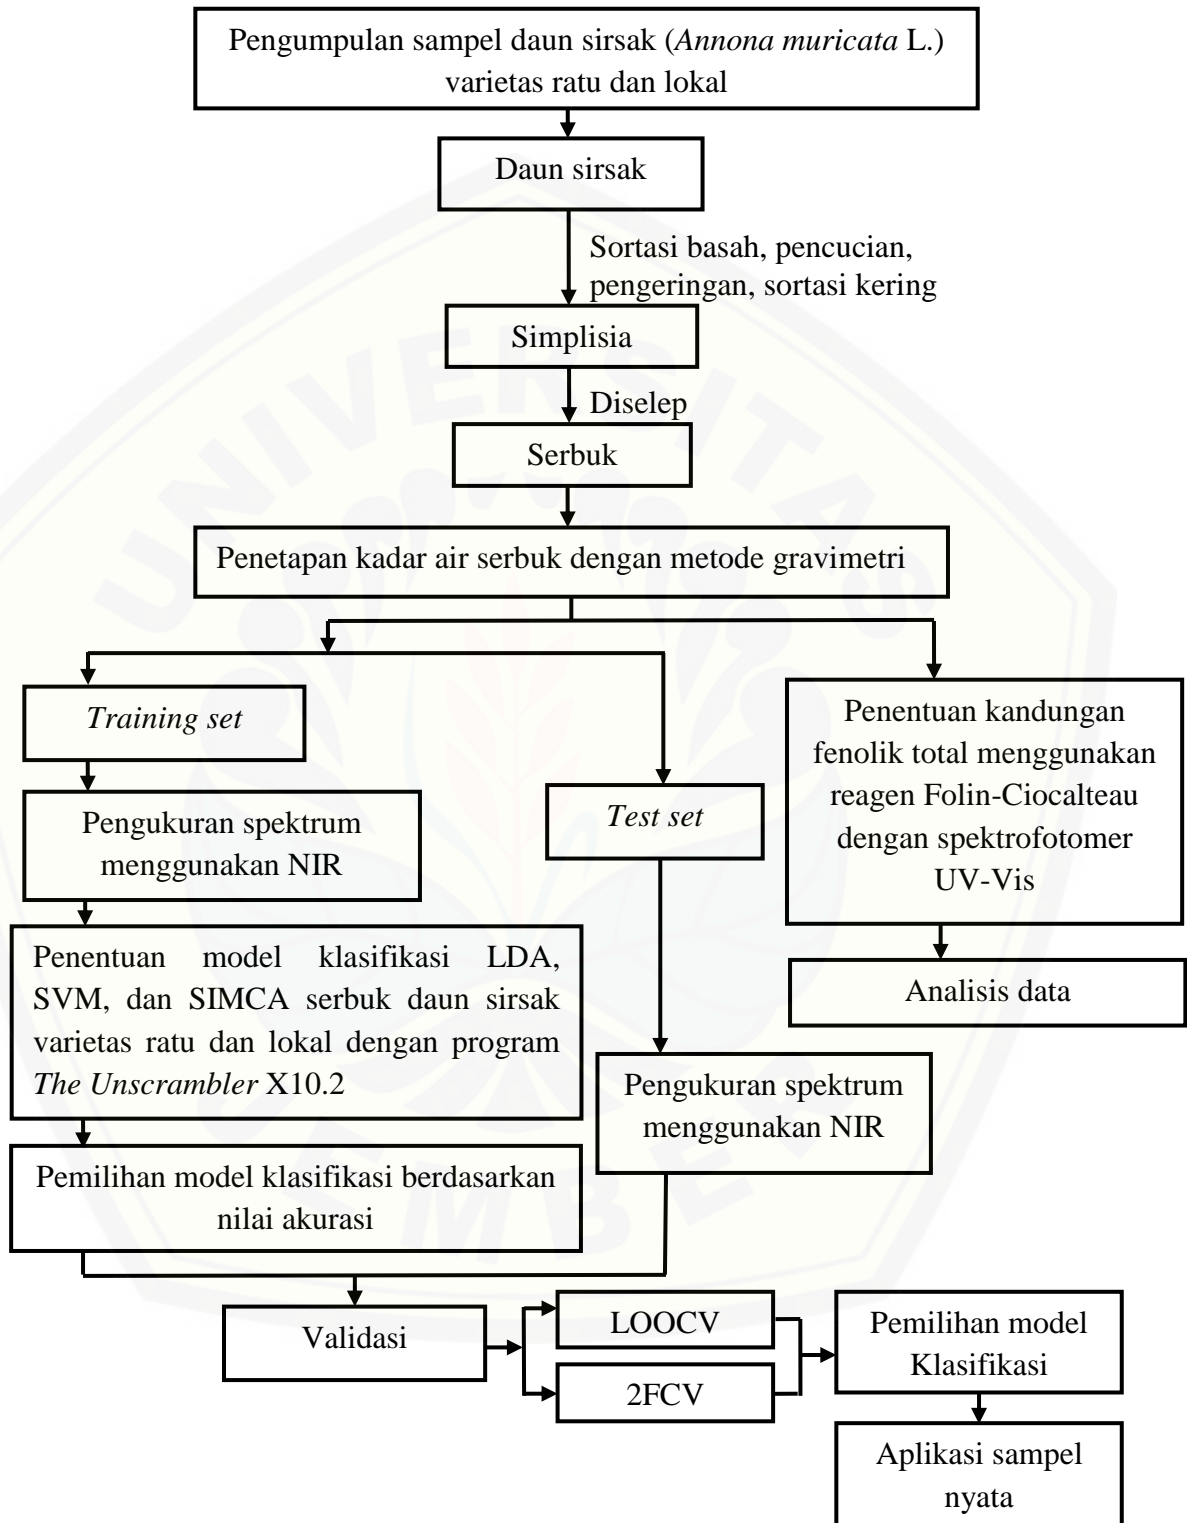 Pengumpulan sampel daun sirsak (Annona muricata L.)
varietas ratu dan lokal
Daun sirsak
Sortasi basah, pencucian,
pengeringan, sortasi kering
Simplisia
Diselep
Serbuk
Penetapan kadar air serbuk dengan metode gravimetri
Training set
Pengukuran spektrum
menggunakan NIR
Penentuan model klasifikasi LDA,
SVM, dan SIMCA serbuk daun sirsak
varietas ratu dan lokal dengan program
The Unscrambler X10.2
Pemilihan model klasifikasi berdasarkan
nilai akurasi
Test set
Pengukuran spektrum
menggunakan NIR
Penentuan kandungan
fenolik total menggunakan
reagen Folin-Ciocalteau
dengan spektrofotomer
UV-Vis
Analisis data
Validasi
LOOCV
2FCV
Pemilihan model
Klasifikasi
Aplikasi sampel
nyata
UNIVERSITAS
JEMBER